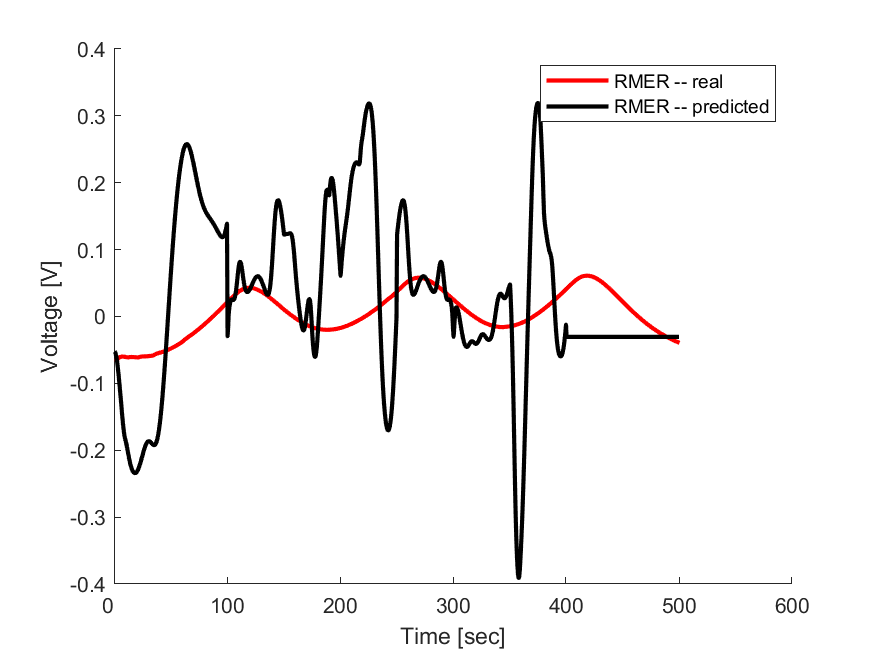 0.4
0.3
0.2
0.1
0
-0.1
-0.2
-0.3
-0.4
Voltage [V]
RMER -- real
RMER -- predicted
0 100 200 300 400 500 600
Time [sec]